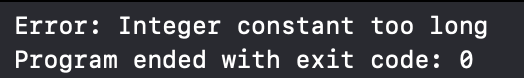 Error: Integer constant too long
Program ended with exit code: 0